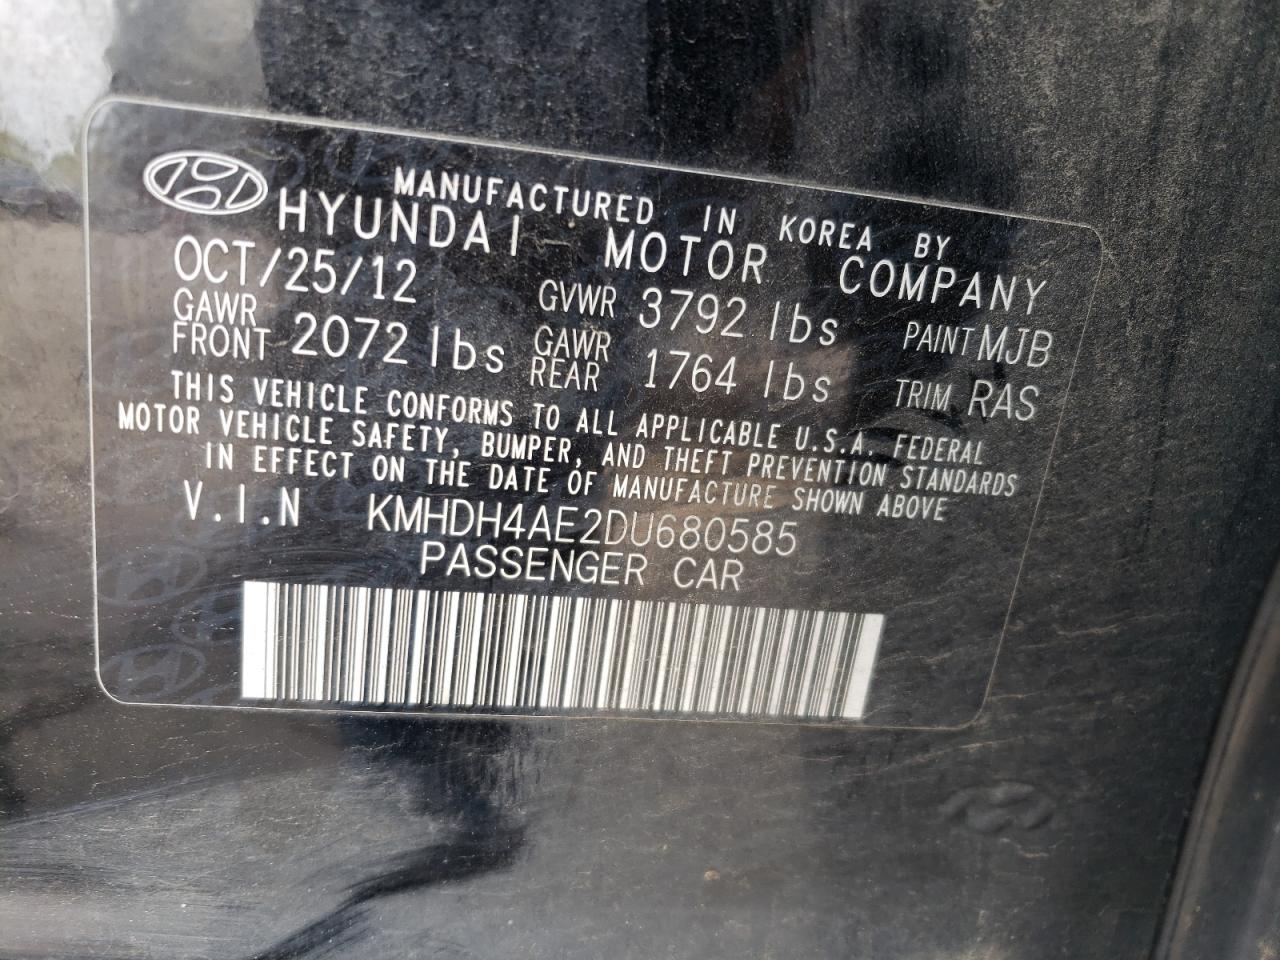 MANUFACTURED IN KOREA BY
HYUNDAI MOTOR COMPANY
OCT/25/12 GVWR 3792 lbs PAINT MJB
GAWR FRONT 2072 lbs GAWR REAR 1764 lbs TRIM RAS
THIS VEHICLE CONFORMS TO ALL APPLICABLE U.S.A. FEDERAL
MOTOR VEHICLE SAFETY, BUMPER, AND THEFT PREVENTION STANDARDS
IN EFFECT ON THE DATE OF MANUFACTURE SHOWN ABOVE
V.I.N KMHDH4AE2DU680585
PASSENGER CAR